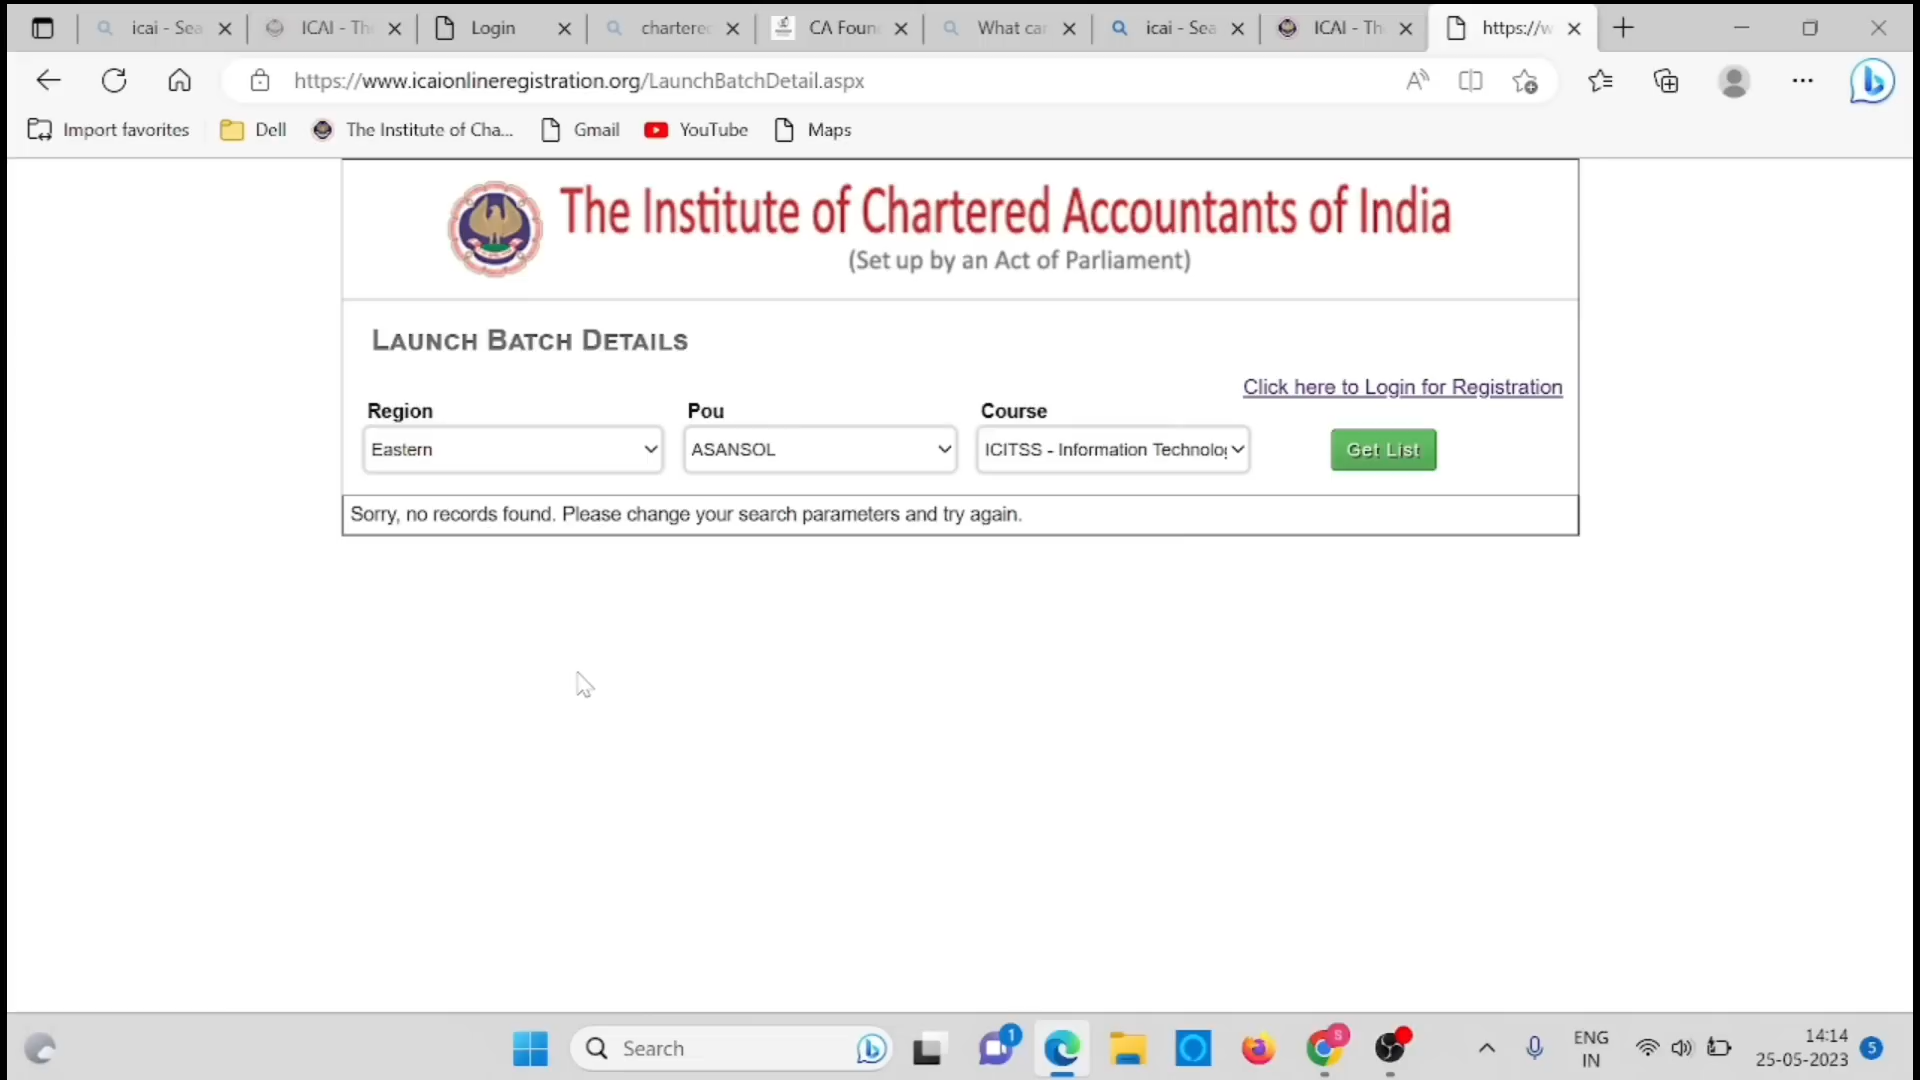 icai - Sea
ICAI - Th
Login
chartere
CA Foun
What ca
icai - Sea
ICAI - Th
https://w
https://www.icaionlineregistration.org/LaunchBatchDetail.aspx
Import favorites
Dell
The Institute of Cha...
Gmail
YouTube
Maps
The Institute of Chartered Accountants of India
(Set up by an Act of Parliament)
LAUNCH BATCH DETAILS
Click here to Login for Registration
Region
Pou
Course
Eastern
ASANSOL
ICITSS - Information Technolo
Get List
Sorry, no records found. Please change your search parameters and try again.
Search
1
S
ENG
IN
14:14
25-05-2023
5